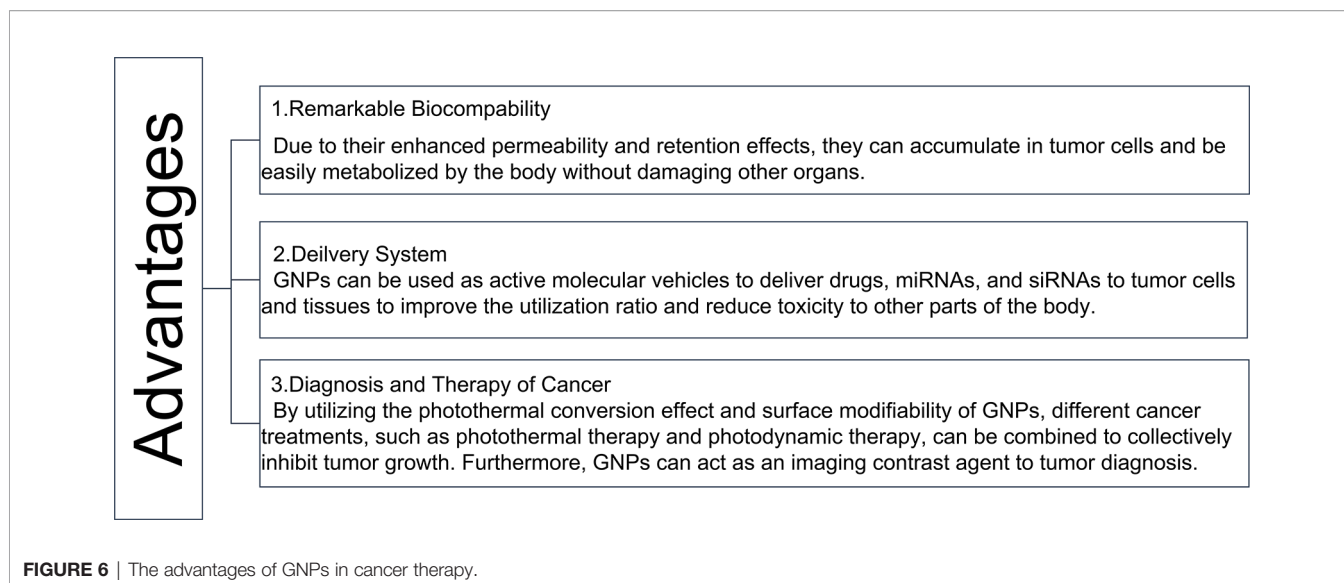 Advantages
1.Remarkable Biocompability
Due to their enhanced permeability and retention effects, they can accumulate in tumor cells and be
easily metabolized by the body without damaging other organs.
2.Deilvery System
GNPs can be used as active molecular vehicles to deliver drugs, miRNAs, and siRNAs to tumor cells
and tissues to improve the utilization ratio and reduce toxicity to other parts of the body.
3.Diagnosis and Therapy of Cancer
By utilizing the photothermal conversion effect and surface modifiability of GNPs, different cancer
treatments, such as photothermal therapy and photodynamic therapy, can be combined to collectively
inhibit tumor growth. Furthermore, GNPs can act as an imaging contrast agent to tumor diagnosis.
FIGURE 6 | The advantages of GNPs in cancer therapy.